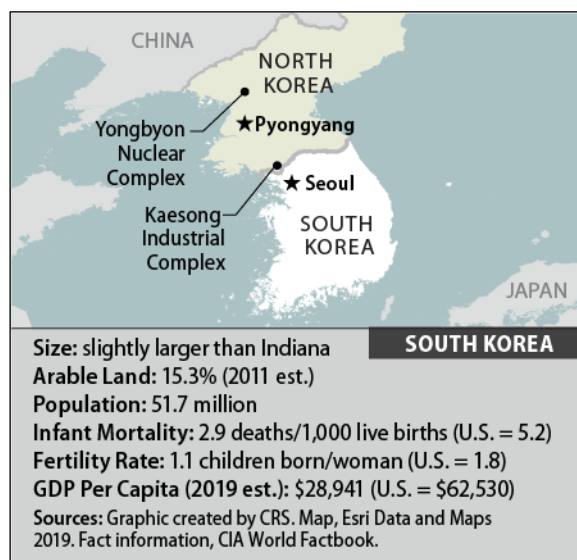 CHINA
NORTH
KOREA
Yongbyon
Nuclear
Complex
Pyongyang
Seoul
Kaesong
Industrial
Complex
SOUTH
KOREA
JAPAN
SOUTH KOREA
Size: slightly larger than Indiana
Arable Land: 15.3% (2011 est.)
Population: 51.7 million
Infant Mortality: 2.9 deaths/1,000 live births (U.S. = 5.2)
Fertility Rate: 1.1 children born/woman (U.S. = 1.8)
GDP Per Capita (2019 est.): $28,941 (U.S. = $62,530)
Sources: Graphic created by CRS. Map, Esri Data and Maps
2019. Fact information, CIA World Factbook.